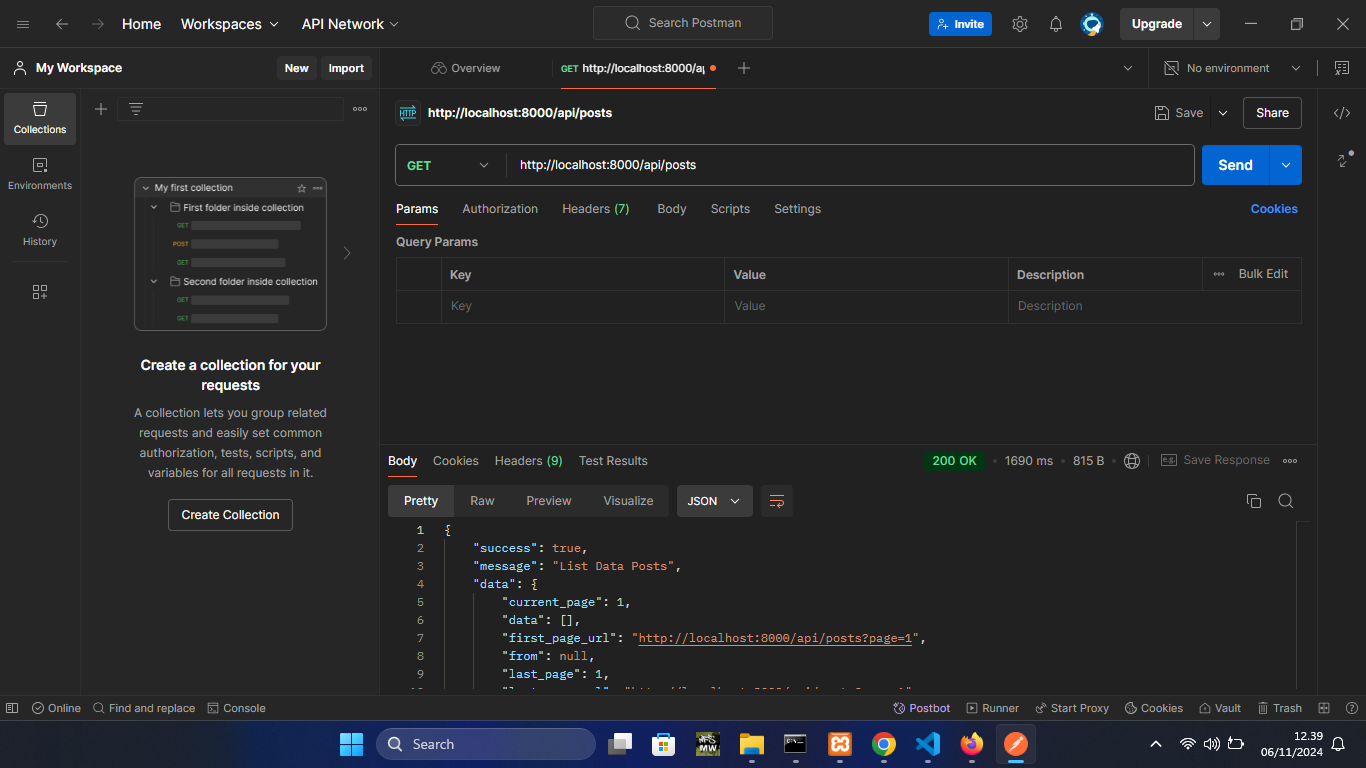 Home Workspaces API Network Search Postman Invite Upgrade
My Workspace New Import Overview GET http://localhost:8000/ap No environment
Collections
Environments
History
My first collection
First folder inside collection
GET
POST
GET
Second folder inside collection
GET
GET
Create a collection for your
requests
A collection lets you group related
requests and easily set common
authorization, tests, scripts, and
variables for all requests in it.
Create Collection
HTTP http://localhost:8000/api/posts Save Share
GET http://localhost:8000/api/posts Send
Params Authorization Headers (7) Body Scripts Settings Cookies
Query Params
Key Value Description Bulk Edit
Key Value Description
Body Cookies Headers (9) Test Results 200 OK 1690 ms 815 B e.g. Save Response
Pretty Raw Preview Visualize JSON
1 {
2 "success": true,
3 "message": "List Data Posts",
4 "data": {
5 "current_page": 1,
6 "data": [],
7 "first_page_url": "http://localhost:8000/api/posts?page=1",
8 "from": null,
9 "last_page": 1,
Online Find and replace Console Postbot Runner Start Proxy Cookies Vault Trash
Search MW 12.39
06/11/2024